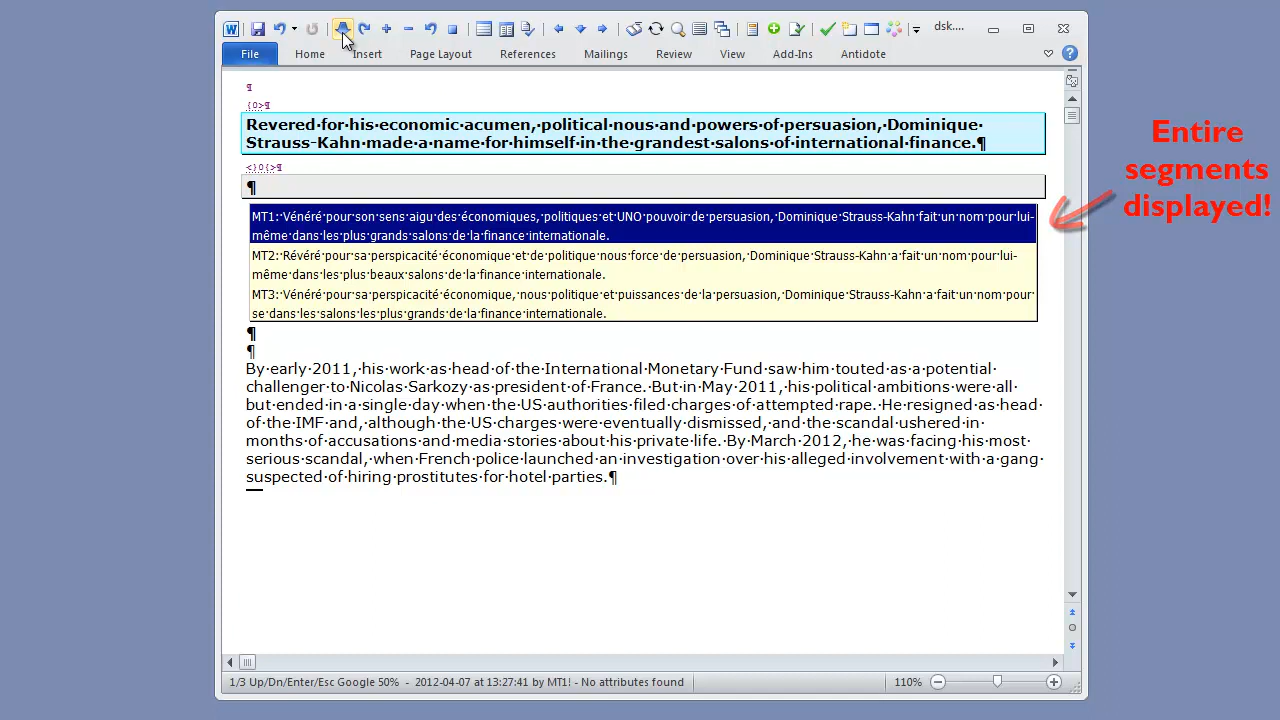 dsk....
File Home Insert Page Layout References Mailings Review View Add-Ins Antidote
¶
{0>¶
Revered·for·his·economic·acumen,·political·nous·and·powers·of·persuasion,·Dominique·
Strauss-Kahn·made·a·name·for·himself·in·the·grandest·salons·of·international·finance.¶
<}0{>¶
¶
MT1:·Vénéré·pour·son·sens·aigu·des·économiques,·politiques·et·UNO·pouvoir·de·persuasion,·Dominique·Strauss-Kahn·fait·un·nom·pour·lui-
même·dans·les·plus·grands·salons·de·la·finance·internationale.
MT2:·Révéré·pour·sa·perspicacité·économique·et·de·politique·nous·force·de·persuasion,·Dominique·Strauss-Kahn·a·fait·un·nom·pour·lui-
même·dans·les·plus·beaux·salons·de·la·finance·internationale.
MT3:·Vénéré·pour·sa·perspicacité·économique,·nous·politique·et·puissances·de·la·persuasion,·Dominique·Strauss-Kahn·a·fait·un·nom·pour·
se·dans·les·salons·les·plus·grands·de·la·finance·internationale.
¶
¶
By·early·2011,·his·work·as·head·of·the·International·Monetary·Fund·saw·him·touted·as·a·potential·
challenger·to·Nicolas·Sarkozy·as·president·of·France.·But·in·May·2011,·his·political·ambitions·were·all·
but·ended·in·a·single·day·when·the·US·authorities·filed·charges·of·attempted·rape.·He·resigned·as·head·
of·the·IMF·and,·although·the·US·charges·were·eventually·dismissed,·and·the·scandal·ushered·in·
months·of·accusations·and·media·stories·about·his·private·life.·By·March·2012,·he·was·facing·his·most·
serious·scandal,·when·French·police·launched·an·investigation·over·his·alleged·involvement·with·a·gang·
suspected·of·hiring·prostitutes·for·hotel·parties.¶
Entire
segments
displayed!
1/3 Up/Dn/Enter/Esc Google 50% - 2012-04-07 at 13:27:41 by MT1! - No attributes found 110%